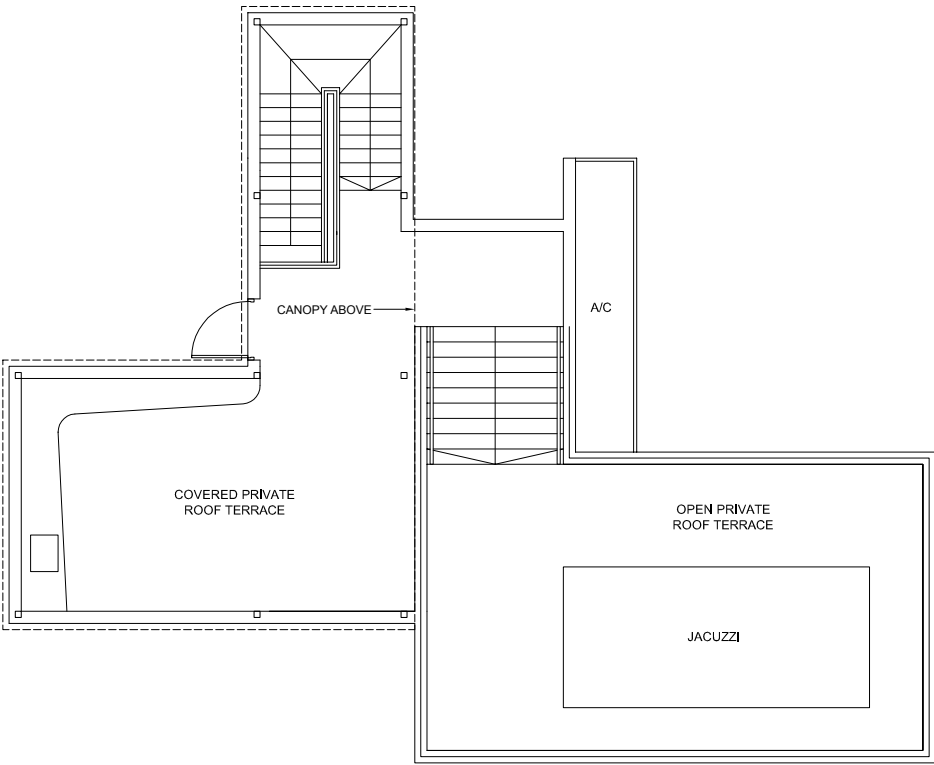 CANOPY ABOVE
A/C
COVERED PRIVATE
ROOF TERRACE
OPEN PRIVATE
ROOF TERRACE
JACUZZI